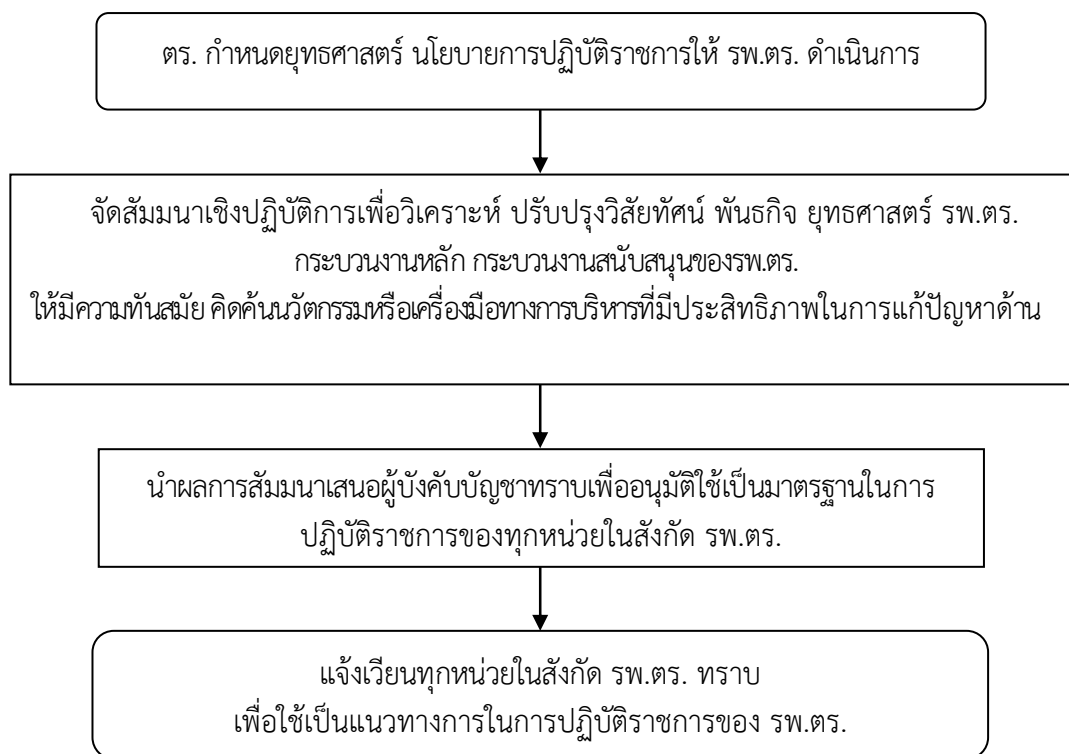 ตร. กำหนดยุทธศาสตร์ นโยบายการปฏิบัติราชการให้ รพ.ตร. ดำเนินการ
จัดสัมมนาเชิงปฏิบัติการเพื่อวิเคราะห์ ปรับปรุงวิสัยทัศน์ พันธกิจ ยุทธศาสตร์ รพ.ตร.
กระบวนงานหลัก กระบวนงานสนับสนุนของรพ.ตร.
ให้มีความทันสมัย คิดค้นนวัตกรรมหรือเครื่องมือทางการบริหารที่มีประสิทธิภาพในการแก้ปัญหาด้าน
นำผลการสัมมนาเสนอผู้บังคับบัญชาทราบเพื่ออนุมัติใช้เป็นมาตรฐานในการ
ปฏิบัติราชการของทุกหน่วยในสังกัด รพ.ตร.
แจ้งเวียนทุกหน่วยในสังกัด รพ.ตร. ทราบ
เพื่อใช้เป็นแนวทางการในการปฏิบัติราชการของ รพ.ตร.